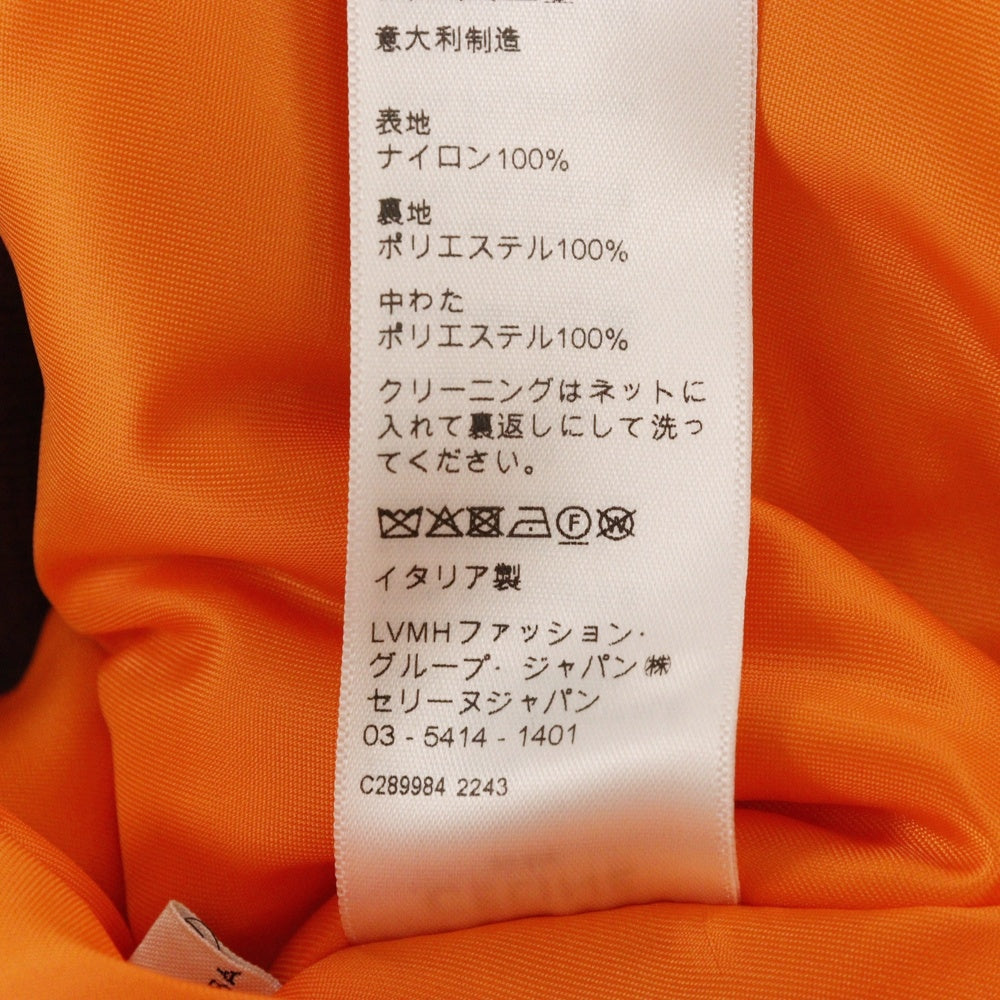 意大利制造
表地
ナイロン100%
裏地
ポリエステル100%
中わた
ポリエステル100%
クリーニングはネットに
入れて裏返しにして洗っ
てください。
F W
イタリア製
LVMHファッション・
グループ・ジャパン㈱
セリーヌジャパン
03 - 5414 - 1401
C289984 2243